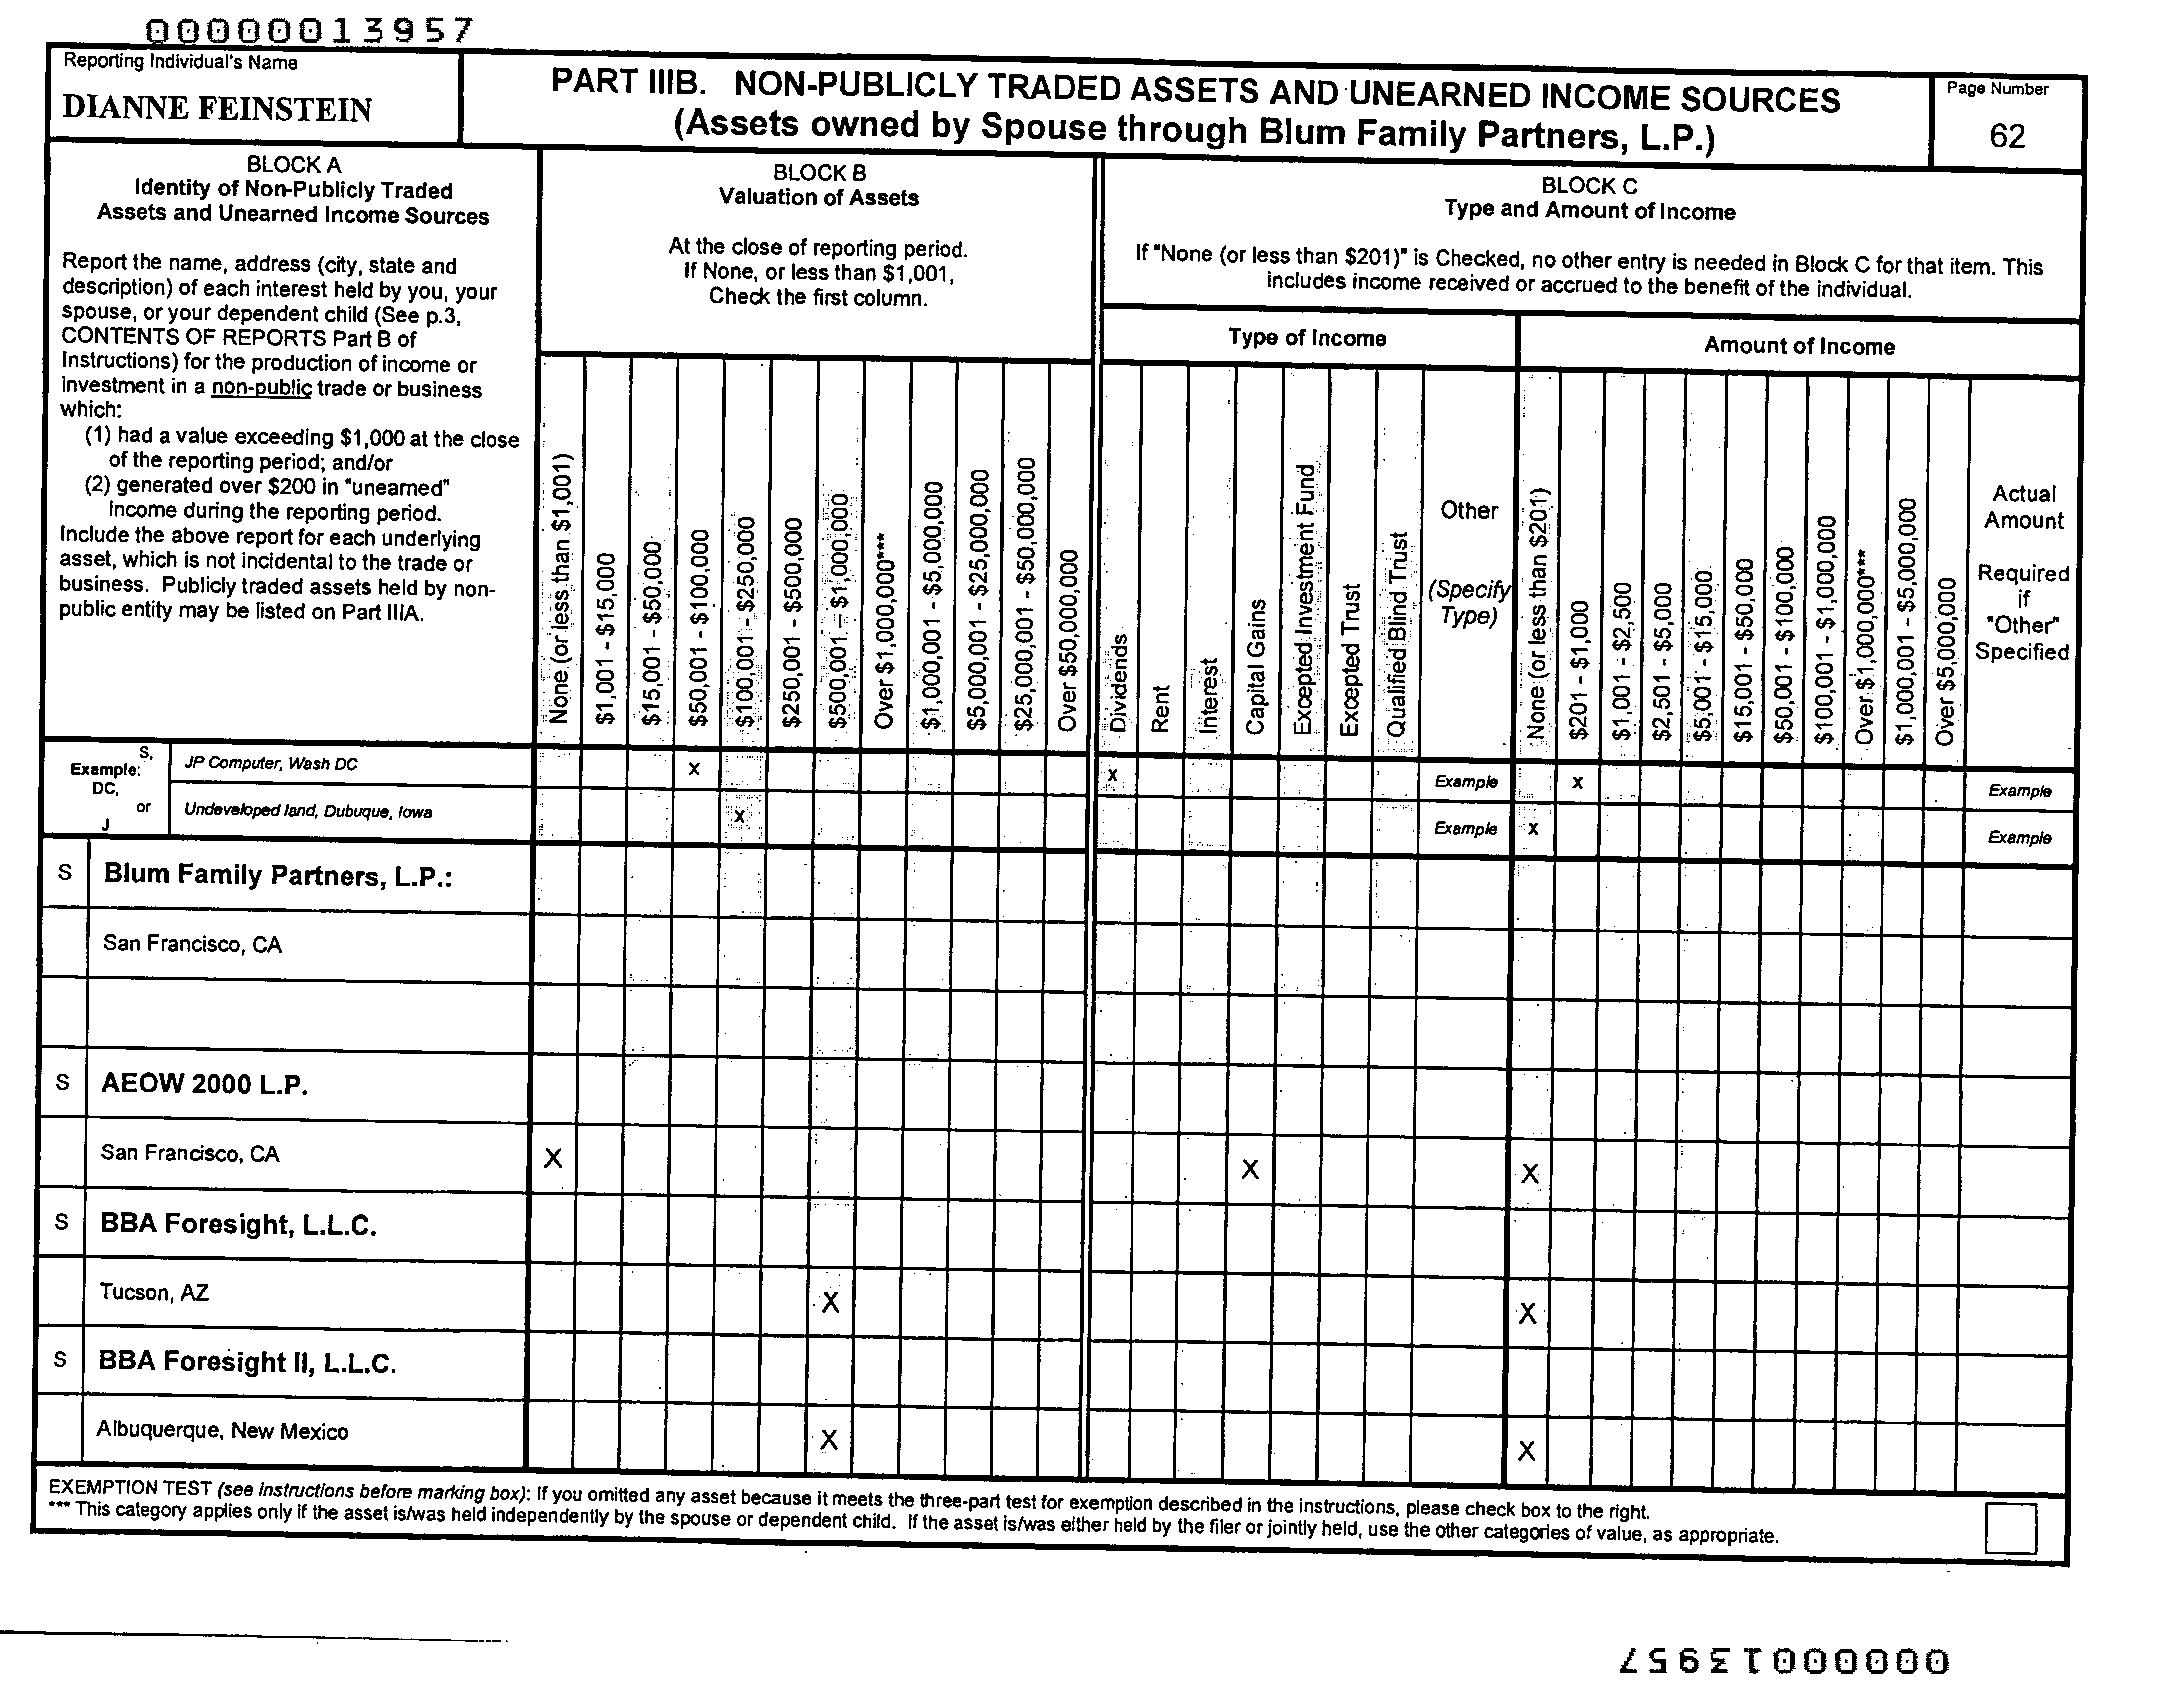 00000013957
Reporting Individual's Name
DIANNE FEINSTEIN
PART IIIB. NON-PUBLICLY TRADED ASSETS AND UNEARNED INCOME SOURCES
(Assets owned by Spouse through Blum Family Partners, L.P.)
Page Number
62
BLOCK A
Identity of Non-Publicly Traded
Assets and Unearned Income Sources
Report the name, address (city, state and
description) of each interest held by you, your
spouse, or your dependent child (See p.3,
CONTENTS OF REPORTS Part B of
Instructions) for the production of income or
investment in a non-public trade or business
which:
(1) had a value exceeding $1,000 at the close
of the reporting period; and/or
(2) generated over $200 in "unearned"
income during the reporting period.
Include the above report for each underlying
asset, which is not incidental to the trade or
business. Publicly traded assets held by non-
public entity may be listed on Part IIIA.
BLOCK B
Valuation of Assets
At the close of reporting period.
If None, or less than $1,001,
Check the first column.
None (or less than $1,001)
$1,001 - $15,000
$15,001 - $50,000
$50,001 - $100,000
$100,001 - $250,000
$250,001 - $500,000
$500,001 - $1,000,000
Over $1,000,000***
$1,000,001 - $5,000,000
$5,000,001 - $25,000,000
$25,000,001 - $50,000,000
Over $50,000,000
BLOCK C
Type and Amount of Income
If "None (or less than $201)" is Checked, no other entry is needed in Block C for that item. This
includes income received or accrued to the benefit of the individual.
Type of Income
Dividends
Rent
Interest
Capital Gains
Excepted Investment Fund
Excepted Trust
Qualified Blind Trust
Other
(Specify
Type)
Amount of Income
None (or less than $201)
$201 - $1,000
$1,001 - $2,500
$2,501 - $5,000
$5,001 - $15,000
$15,001 - $50,000
$50,001 - $100,000
$100,001 - $1,000,000
Over $1,000,000***
$1,000,001 - $5,000,000
Over $5,000,000
Actual
Amount
Required
if
"Other"
Specified
S,
Example:
DC,
or
J
JP Computer, Wash DC X X Example X Example
Undeveloped land, Dubuque, Iowa X Example X Example
S Blum Family Partners, L.P.:
San Francisco, CA
S AEOW 2000 L.P.
San Francisco, CA X X X
S BBA Foresight, L.L.C.
Tucson, AZ X X
S BBA Foresight II, L.L.C.
Albuquerque, New Mexico X X
EXEMPTION TEST (see instructions before marking box): If you omitted any asset because it meets the three-part test for exemption described in the instructions, please check box to the right.
*** This category applies only if the asset is/was held independently by the spouse or dependent child. If the asset is/was either held by the filer or jointly held, use the other categories of value, as appropriate.
00000013957